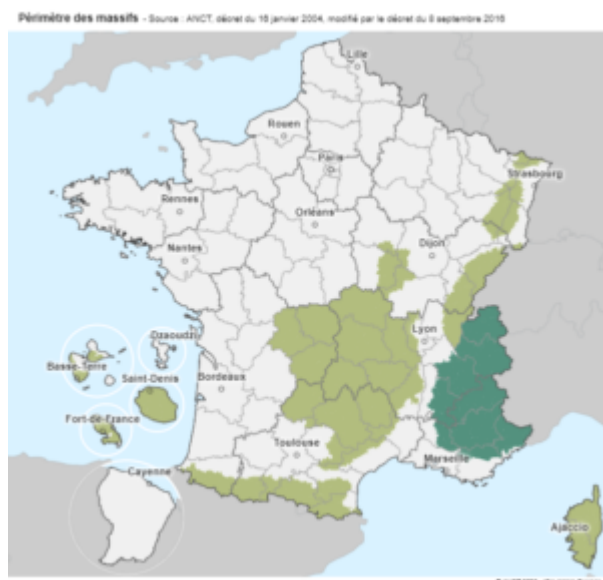 Périmètre des massifs - Source : ANCT, décret du 16 janvier 2004, modifié par le décret du 8 septembre 2016
Lille
Rouen
Paris
Strasbourg
Rennes
Orléans
Dijon
Nantes
Dzaoudzi
Lyon
Basse-Terre
Saint-Denis
Bordeaux
Fort-de-France
Toulouse
Marseille
Cayenne
Ajaccio